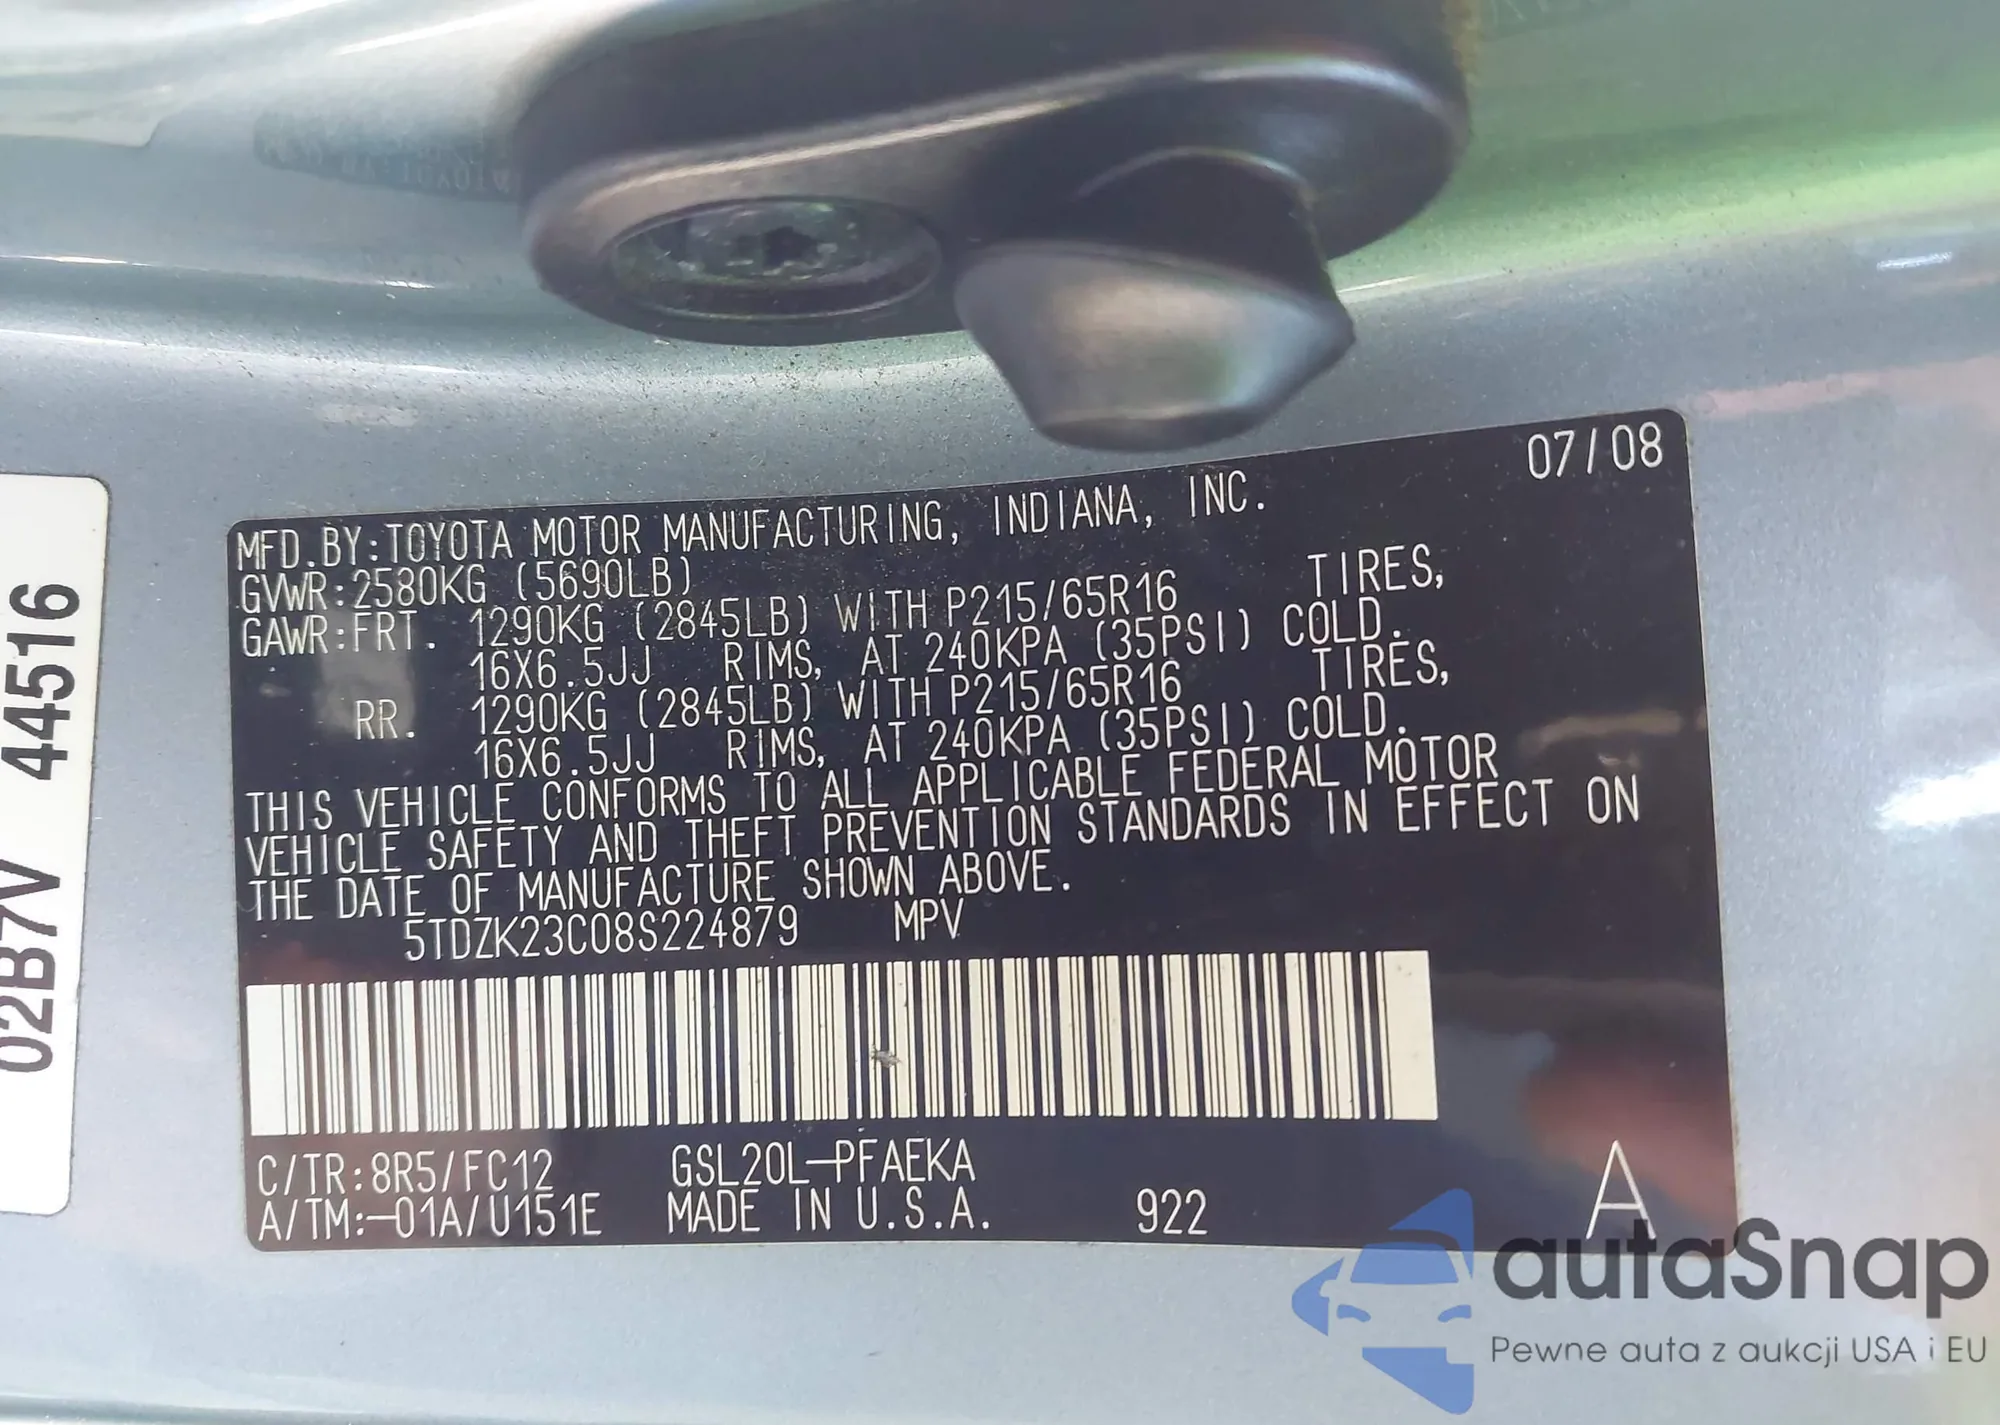 07/08
MFD.BY:TOYOTA MOTOR MANUFACTURING, INDIANA, INC.
GVWR:2580KG (5690LB)
GAWR:FRT. 1290KG (2845LB) WITH P215/65R16 TIRES,
16X6.5JJ RIMS, AT 240KPA (35PSI) COLD.
RR. 1290KG (2845LB) WITH P215/65R16 TIRES,
16X6.5JJ RIMS, AT 240KPA (35PSI) COLD.
THIS VEHICLE CONFORMS TO ALL APPLICABLE FEDERAL MOTOR
VEHICLE SAFETY AND THEFT PREVENTION STANDARDS IN EFFECT ON
THE DATE OF MANUFACTURE SHOWN ABOVE.
5TDZK23C08S224879 MPV
C/TR:8R5/FC12 GSL20L-PFAEKA
A/TM:-01A/U151E MADE IN U.S.A. 922 A
02B7V 44516
autaSnap
Pewne auta z aukcji USA i EU